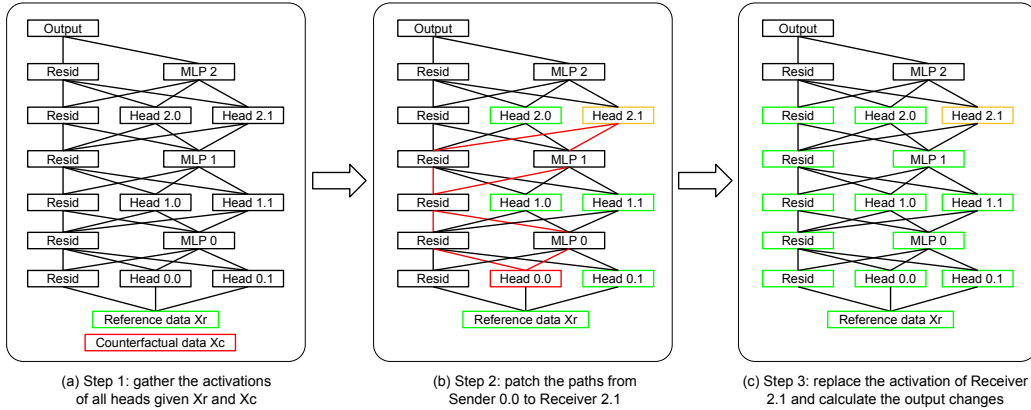 Output
Resid MLP 2
Resid Head 2.0 Head 2.1
Resid MLP 1
Resid Head 1.0 Head 1.1
Resid MLP 0
Resid Head 0.0 Head 0.1
Reference data Xr
Counterfactual data Xc
(a) Step 1: gather the activations
of all heads given Xr and Xc
Output
Resid MLP 2
Resid Head 2.0 Head 2.1
Resid MLP 1
Resid Head 1.0 Head 1.1
Resid MLP 0
Resid Head 0.0 Head 0.1
Reference data Xr
(b) Step 2: patch the paths from
Sender 0.0 to Receiver 2.1
Output
Resid MLP 2
Resid Head 2.0 Head 2.1
Resid MLP 1
Resid Head 1.0 Head 1.1
Resid MLP 0
Resid Head 0.0 Head 0.1
Reference data Xr
(c) Step 3: replace the activation of Receiver
2.1 and calculate the output changes